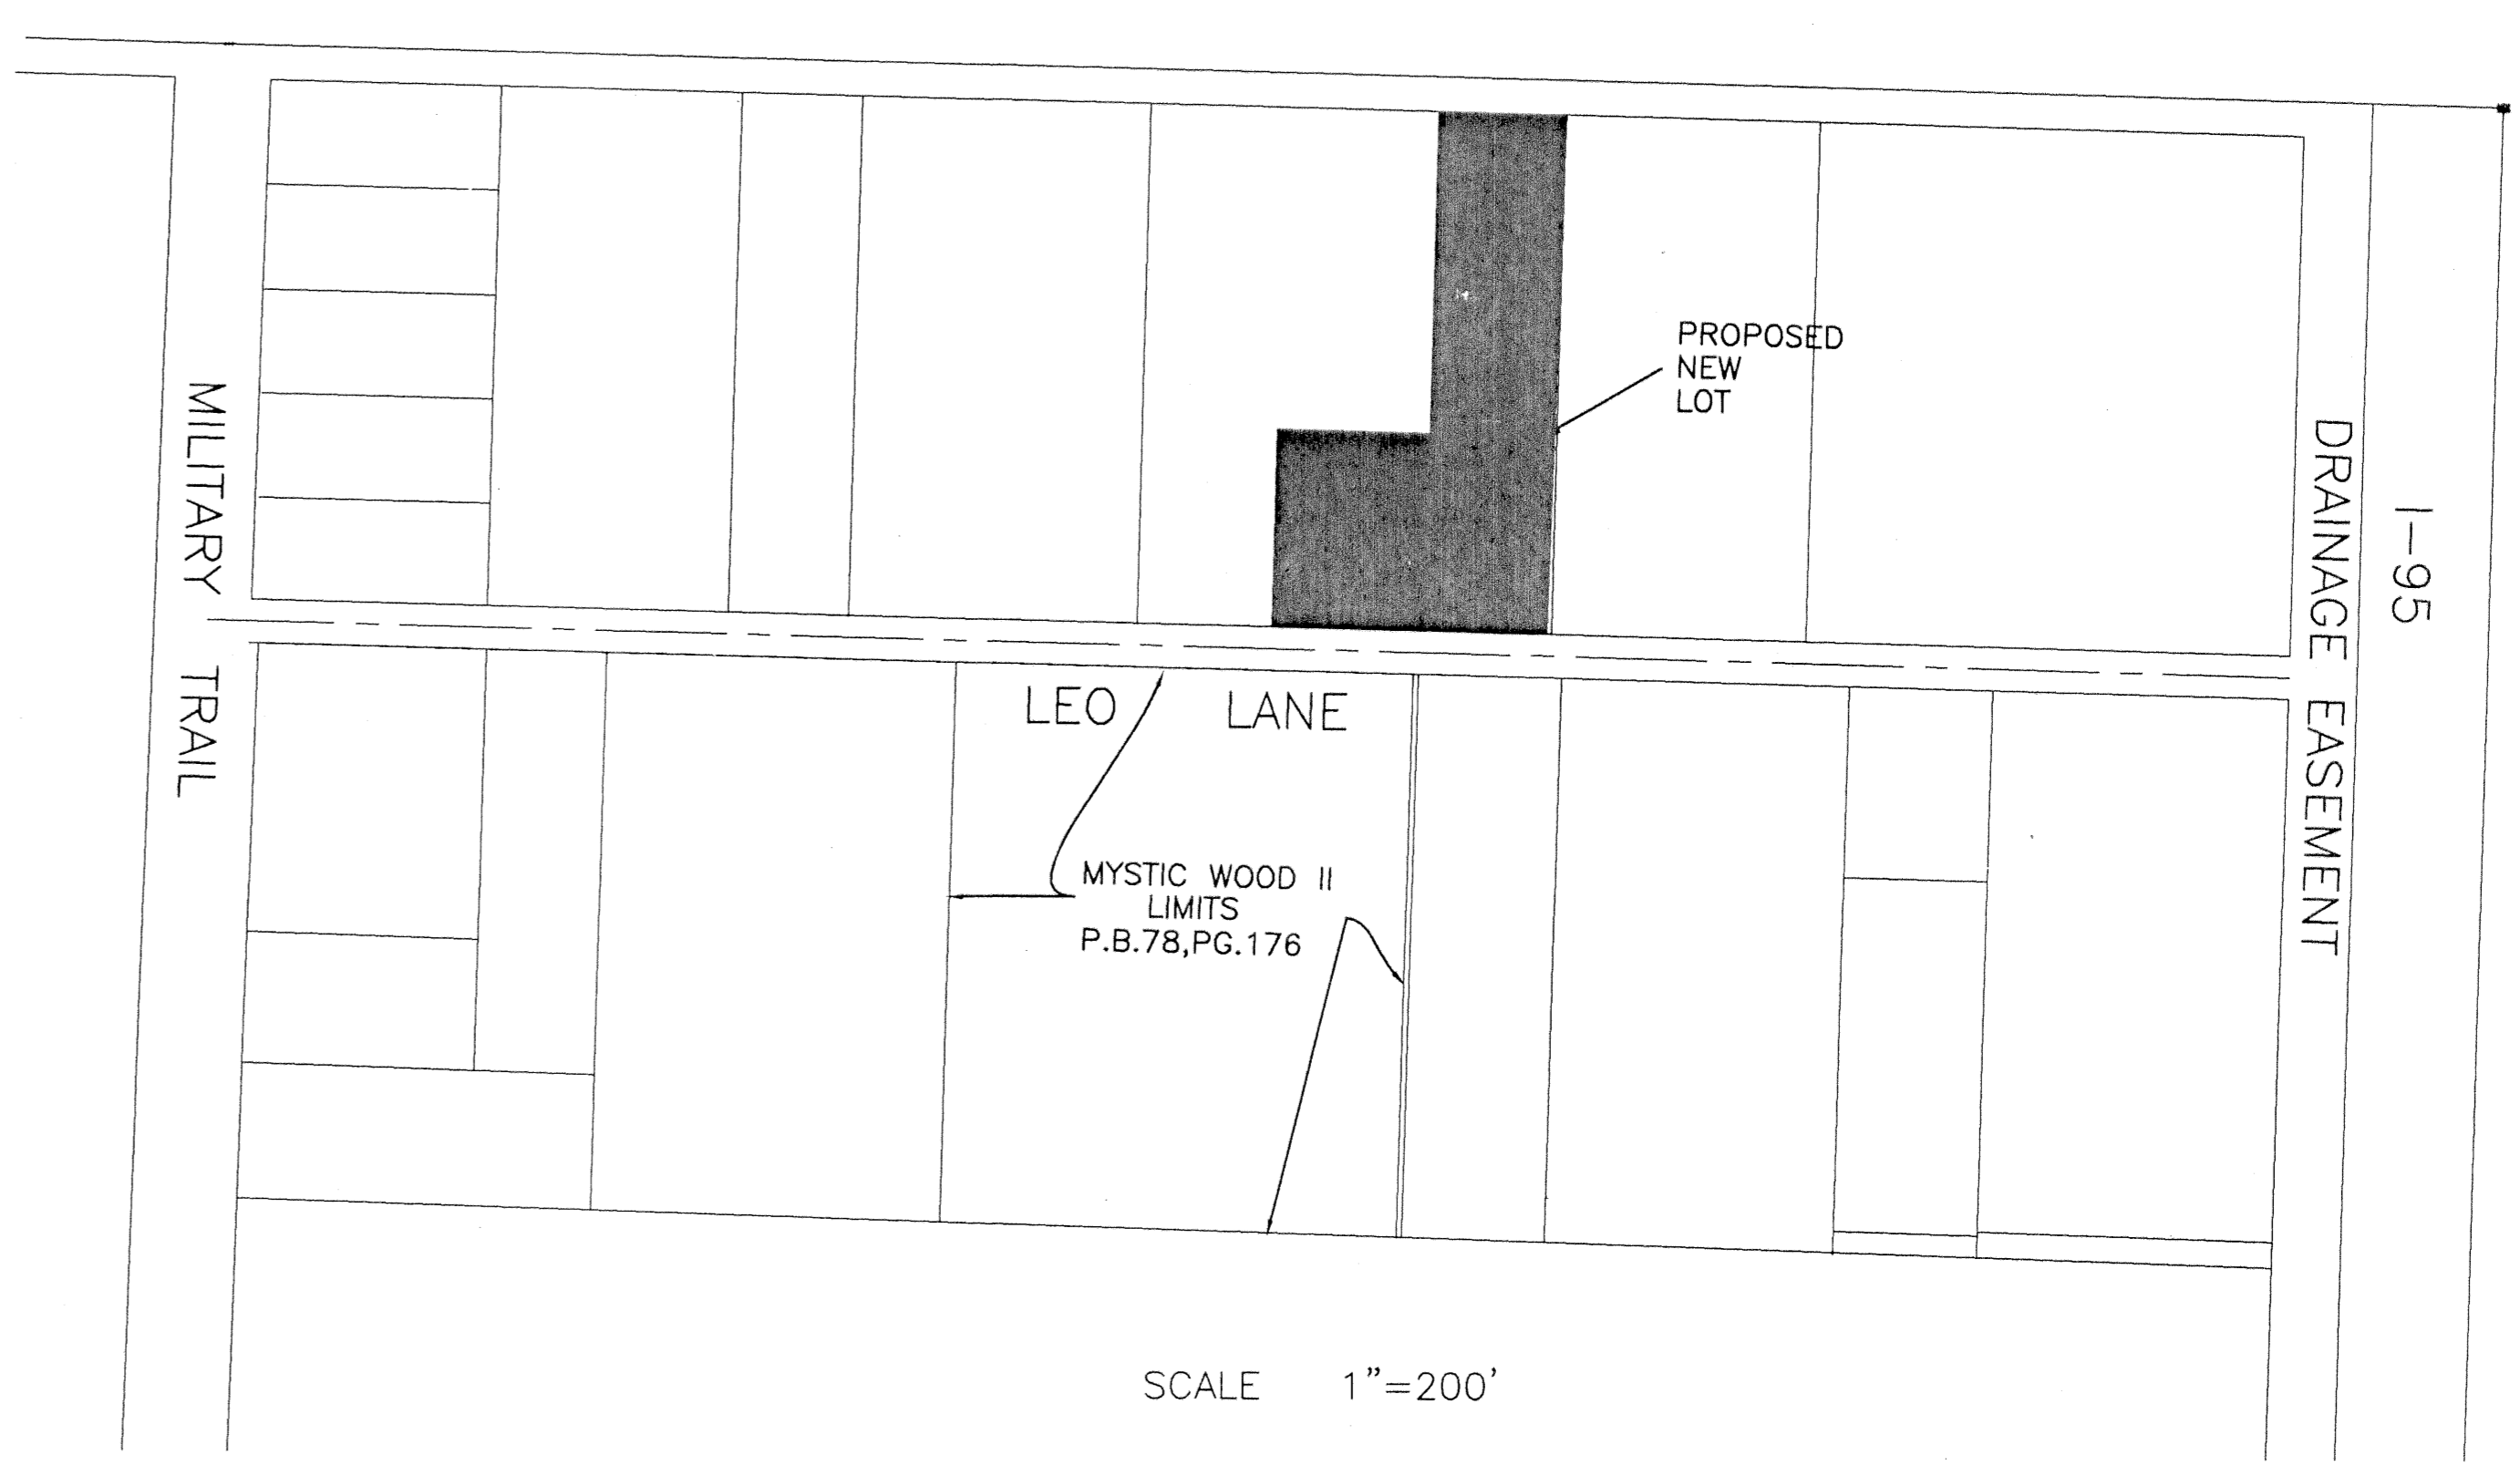 PROPOSED
NEW
LOT
MILITARY TRAIL
DRAINAGE EASEMENT
I-95
LEO LANE
MYSTIC WOOD II
LIMITS
P.B.78,PG.176
SCALE 1"=200'